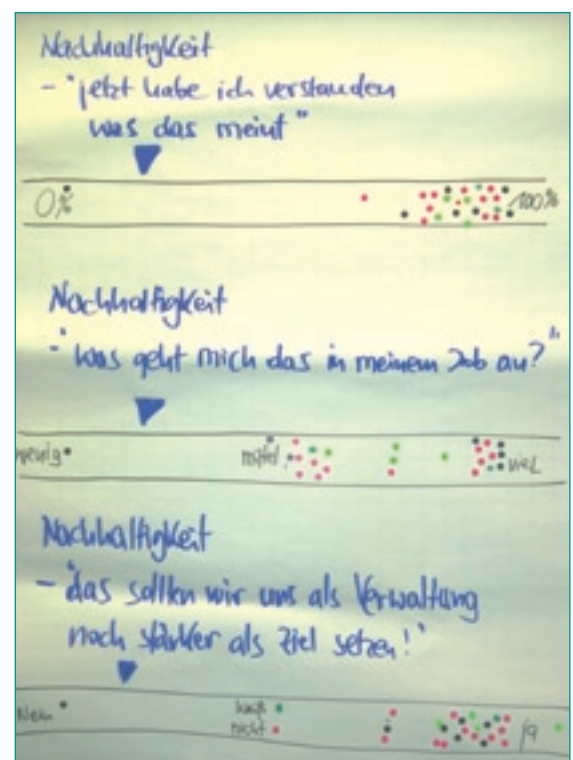 Nachhaltigkeit
- "jetzt habe ich verstanden
was das meint"
0% 100%
Nachhaltigkeit
- "was geht mich das in meinem Job an?"
wenig mittel viel
Nachhaltigkeit
- "das sollten wir uns als Verwaltung
noch stärker als Ziel setzen!"
Nein weiß
nicht ja